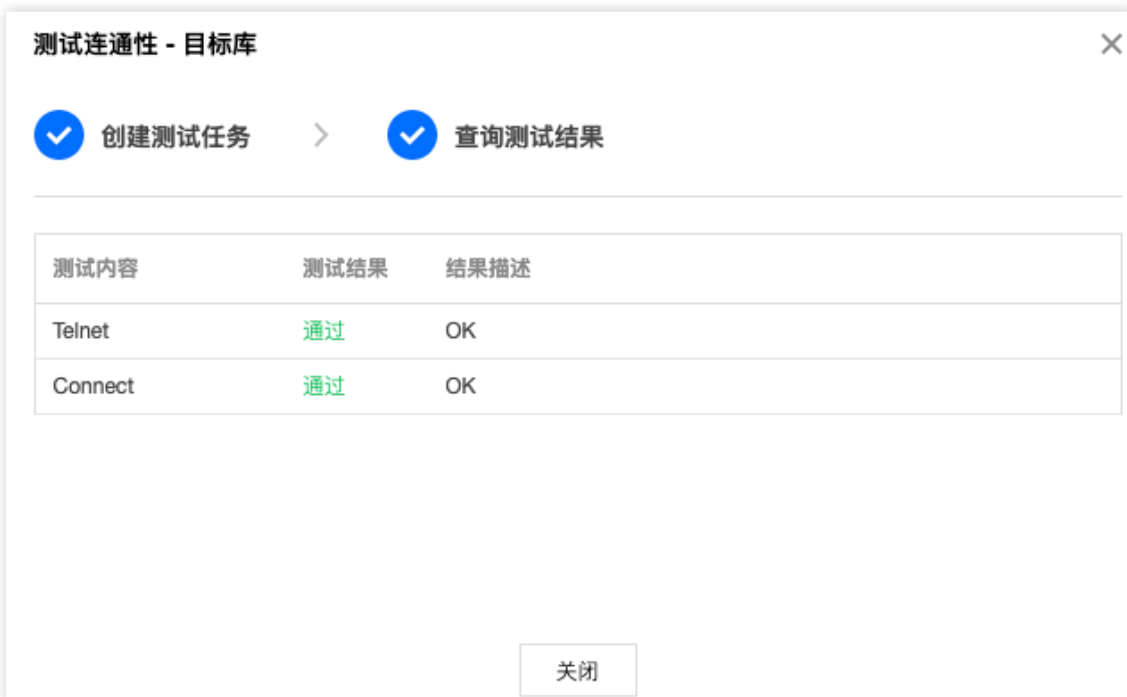 测试连通性 - 目标库
创建测试任务 查询测试结果
测试内容 测试结果 结果描述
Telnet 通过 OK
Connect 通过 OK
关闭